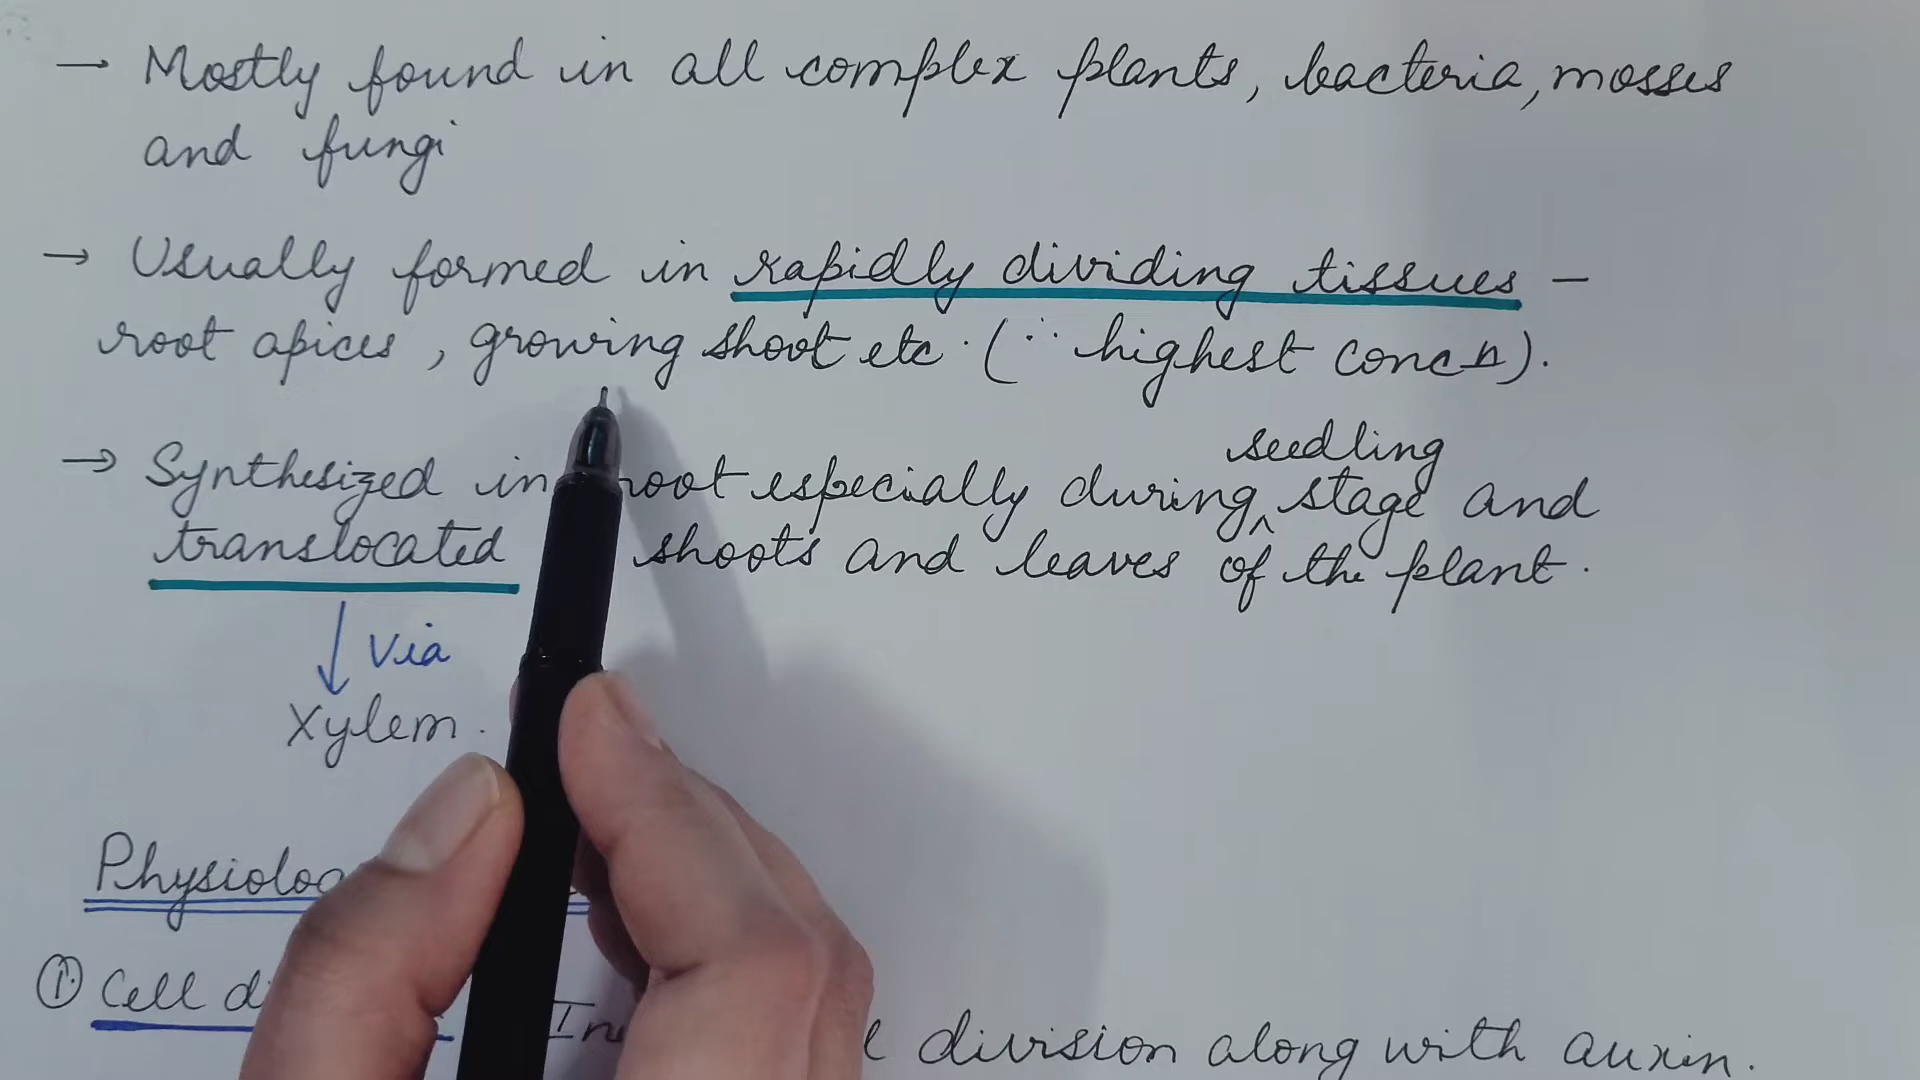 → Mostly found in all complex plants, bacteria, mosses
and fungi
→ Usually formed in rapidly dividing tissues –
root apices, growing shoot etc. (∵ highest concn).
seedling
→ Synthesized in root especially during ^ stage and
translocated shoots and leaves of the plant.
↓ Via
Xylem.
① Cell
division along with auxin.